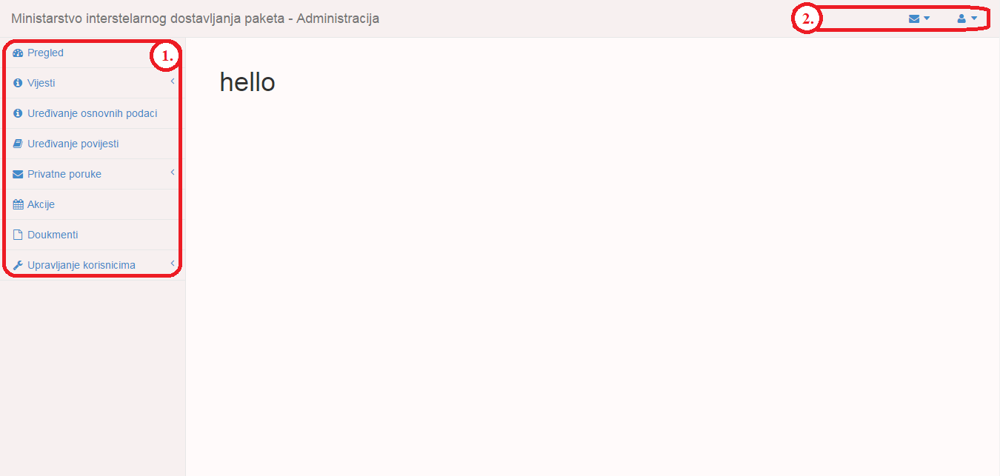 Ministarstvo interstelarnog dostavljanja paketa - Administracija
2.
1.
Pregled
Vijesti
Uređivanje osnovnih podaci
Uređivanje povijesti
Privatne poruke
Akcije
Doukmenti
Upravljanje korisnicima
hello